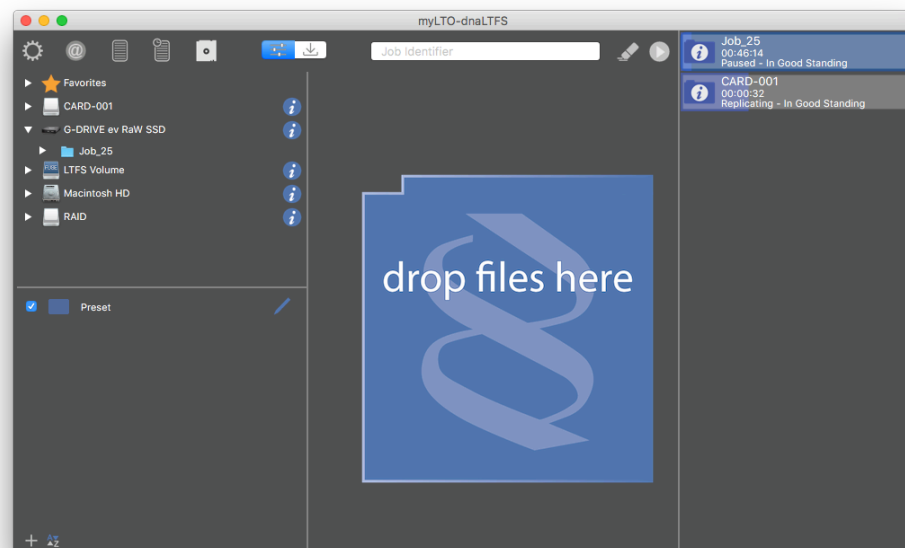 myLTO-dnaLTFS
Job Identifier
Favorites
CARD-001
G-DRIVE ev RaW SSD
Job_25
LTFS Volume
Macintosh HD
RAID
Preset
drop files here
Job_25
00:46:14
Paused - In Good Standing
CARD-001
00:00:32
Replicating - In Good Standing